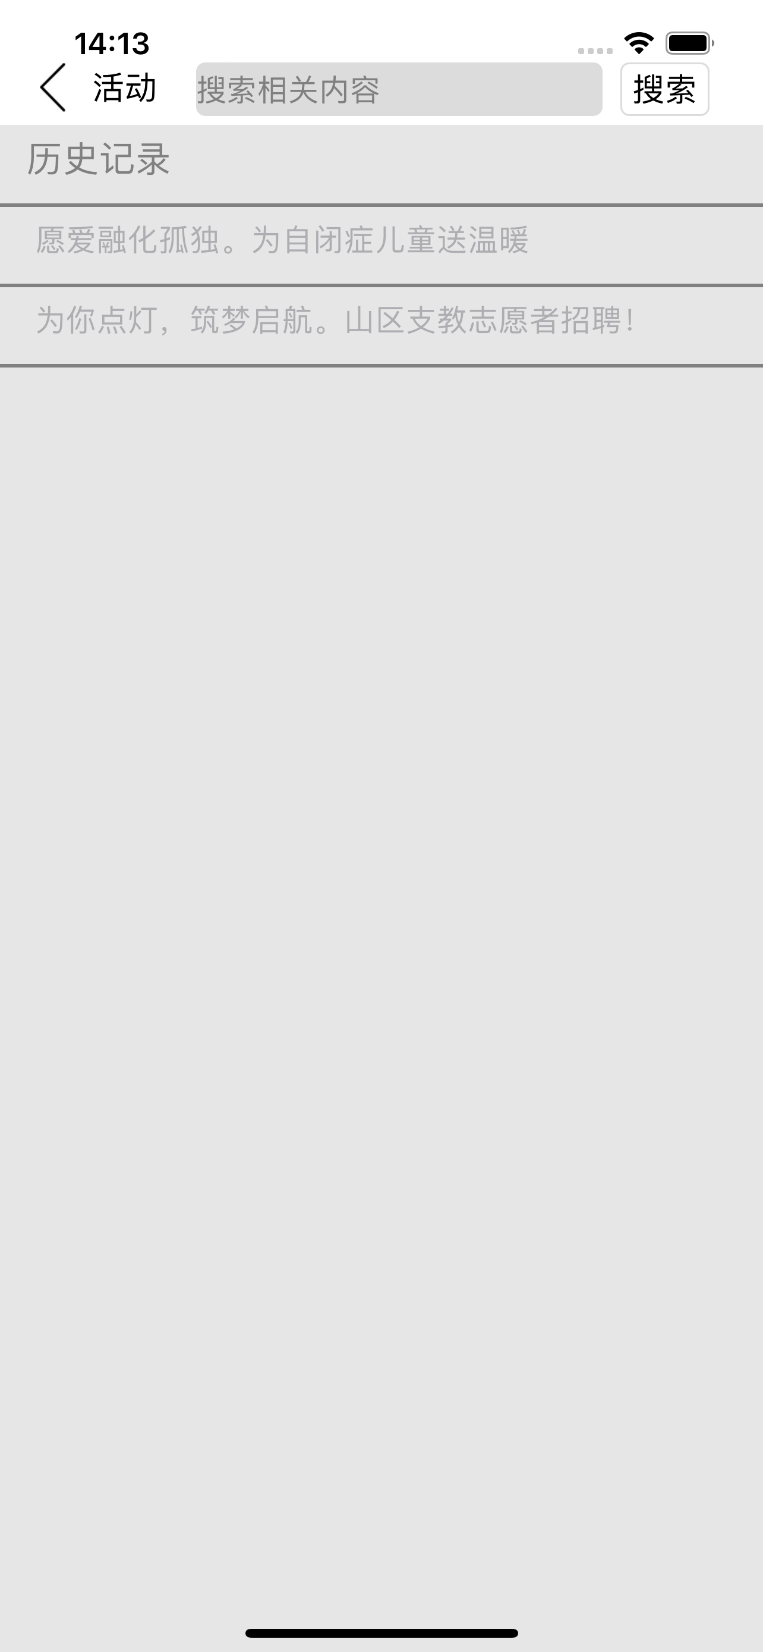 14:13
活动 搜索相关内容 搜索
历史记录
愿爱融化孤独。为自闭症儿童送温暖
为你点灯，筑梦启航。山区支教志愿者招聘！